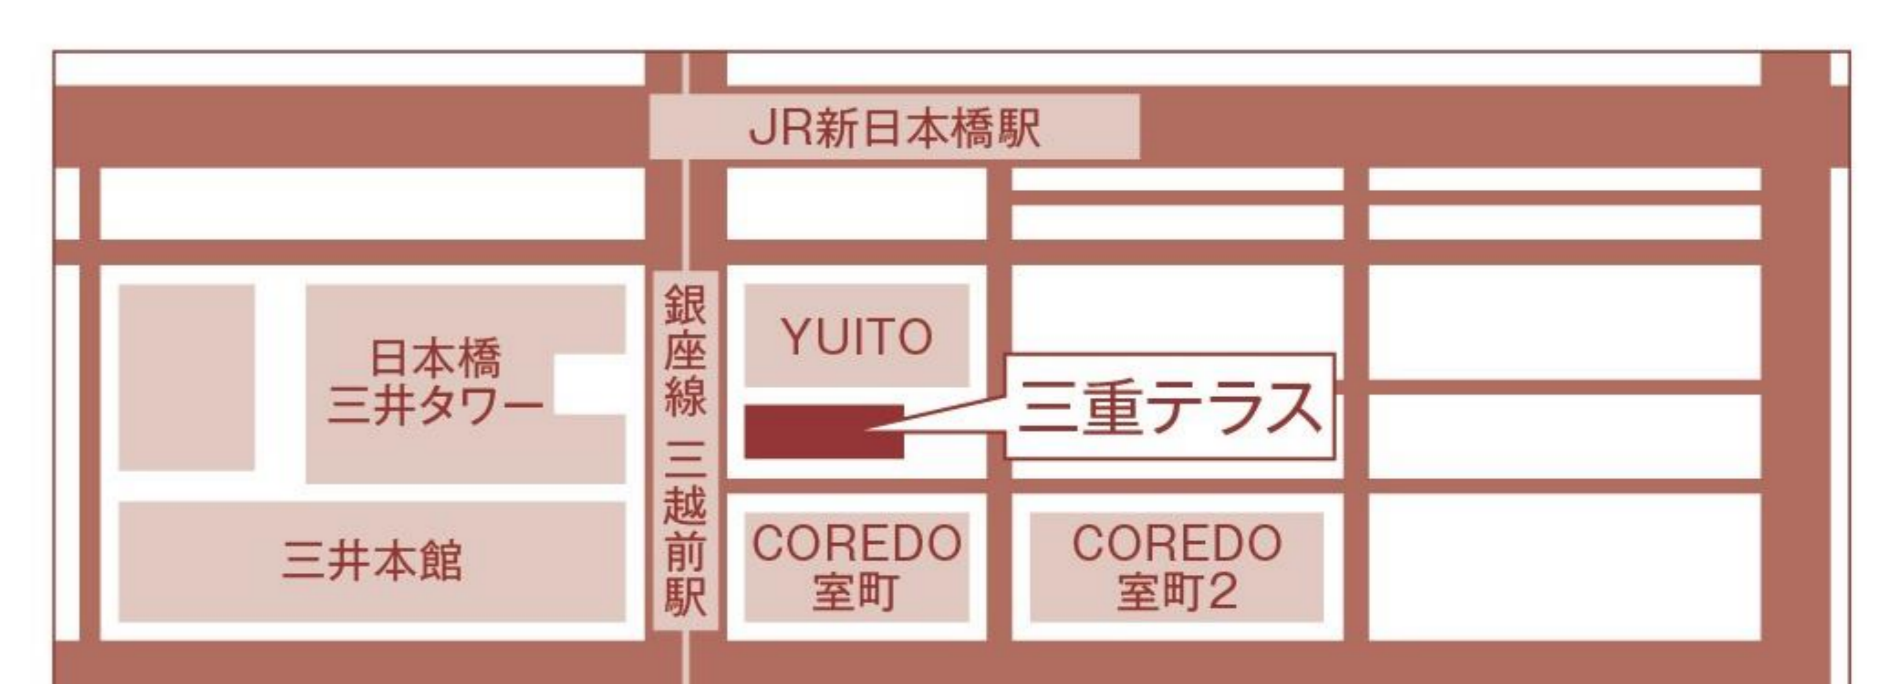 JR新日本橋駅
銀座線 三越前駅
YUITO
日本橋
三井タワー
三重テラス
三井本館
COREDO
室町
COREDO
室町2